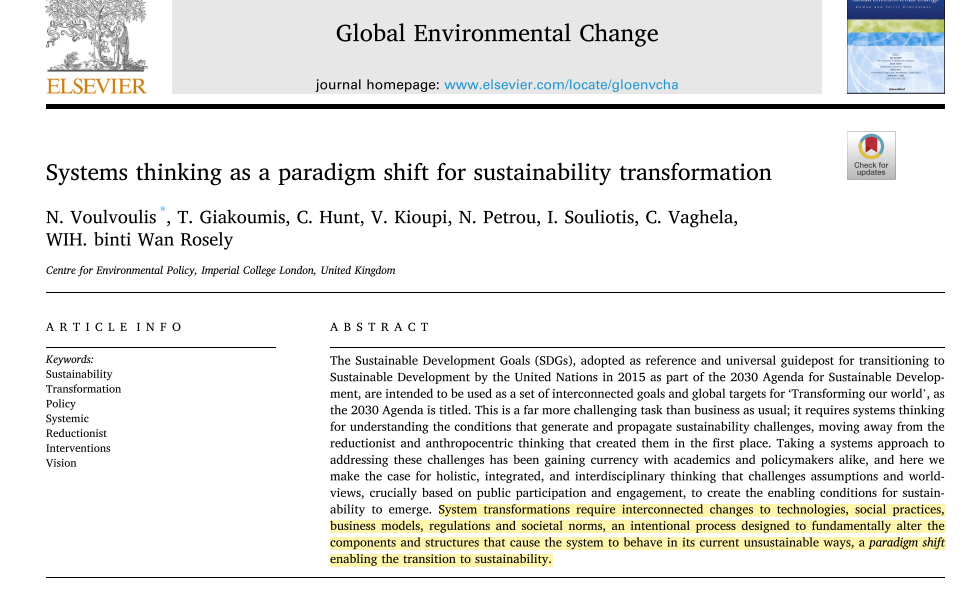 ELSEVIER
Global Environmental Change
journal homepage: www.elsevier.com/locate/gloenvcha
Check for
updates
Systems thinking as a paradigm shift for sustainability transformation
N. Voulvoulis *, T. Giakoumis, C. Hunt, V. Kioupi, N. Petrou, I. Souliotis, C. Vaghela,
WIH. binti Wan Rosely
Centre for Environmental Policy, Imperial College London, United Kingdom
ARTICLE INFO
Keywords:
Sustainability
Transformation
Policy
Systemic
Reductionist
Interventions
Vision
ABSTRACT
The Sustainable Development Goals (SDGs), adopted as reference and universal guidepost for transitioning to
Sustainable Development by the United Nations in 2015 as part of the 2030 Agenda for Sustainable Develop-
ment, are intended to be used as a set of interconnected goals and global targets for ‘Transforming our world’, as
the 2030 Agenda is titled. This is a far more challenging task than business as usual; it requires systems thinking
for understanding the conditions that generate and propagate sustainability challenges, moving away from the
reductionist and anthropocentric thinking that created them in the first place. Taking a systems approach to
addressing these challenges has been gaining currency with academics and policymakers alike, and here we
make the case for holistic, integrated, and interdisciplinary thinking that challenges assumptions and world-
views, crucially based on public participation and engagement, to create the enabling conditions for sustain-
ability to emerge. System transformations require interconnected changes to technologies, social practices,
business models, regulations and societal norms, an intentional process designed to fundamentally alter the
components and structures that cause the system to behave in its current unsustainable ways, a paradigm shift
enabling the transition to sustainability.